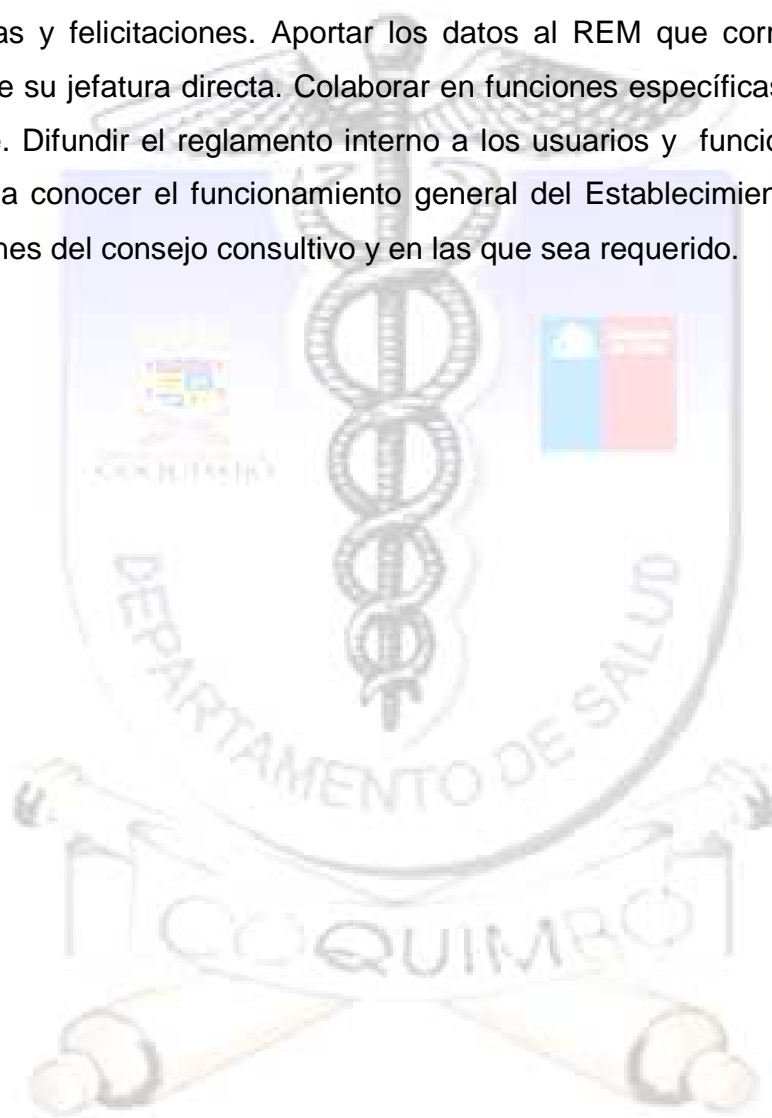 as y felicitaciones. Aportar los datos al REM que corr
e su jefatura directa. Colaborar en funciones específicas
e. Difundir el reglamento interno a los usuarios y funcio
a conocer el funcionamiento general del Establecimien
nes del consejo consultivo y en las que sea requerido.
COQUIMBO
DEPARTAMENTO DE SALUD
COQUIMBO